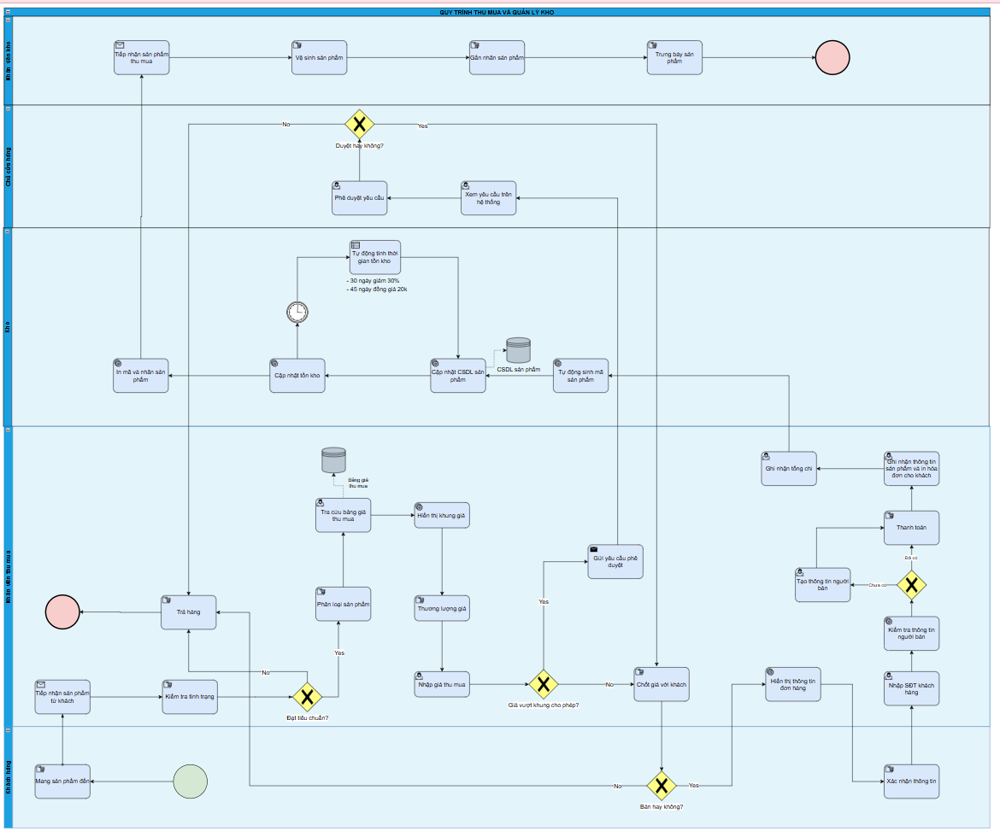 QUY TRÌNH THU MUA VÀ QUẢN LÝ KHO
Nhân viên kho
Tiếp nhận sản phẩm
thu mua
Vệ sinh sản phẩm
Gắn nhãn sản phẩm
Trưng bày sản
phẩm
Chủ cửa hàng
No
Yes
Duyệt hay không?
Phê duyệt yêu cầu
Xem yêu cầu trên
hệ thống
Kho
Tự động tính thời
gian tồn kho
- 30 ngày giảm 30%
- 45 ngày đồng giá 20k
In mã và nhãn sản
phẩm
Cập nhật tồn kho
Cập nhật CSDL sản
phẩm
CSDL sản phẩm
Tự động sinh mã
sản phẩm
Nhân viên thu mua
Bảng giá
thu mua
Tra cứu bảng giá
thu mua
Hiển thị khung giá
Gửi yêu cầu phê
duyệt
Ghi nhận tổng chi
Ghi nhận thông tin
sản phẩm và in hóa
đơn cho khách
Thanh toán
Đã có
Chưa có
Tạo thông tin người
bán
Trả hàng
Phân loại sản phẩm
Thương lượng giá
Yes
Kiểm tra thông tin
người bán
Yes
No
Tiếp nhận sản phẩm
từ khách
Kiểm tra tình trạng
Đạt tiêu chuẩn?
Nhập giá thu mua
Giá vượt khung cho phép?
No
Chốt giá với khách
Hiển thị thông tin
đơn hàng
Nhập SĐT khách
hàng
Khách hàng
Mang sản phẩm đến
No
Yes
Bán hay không?
Xác nhận thông tin